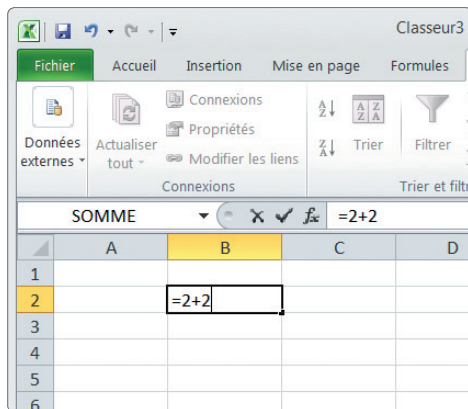 Classeur3
Fichier Accueil Insertion Mise en page Formules
Données externes
Actualiser tout
Connexions
Propriétés
Modifier les liens
Connexions
A Z
Z A
A Z Z A
Trier
Filtrer
Trier et filt
SOMME fx =2+2
A B C D
1
2 =2+2
3
4
5
6